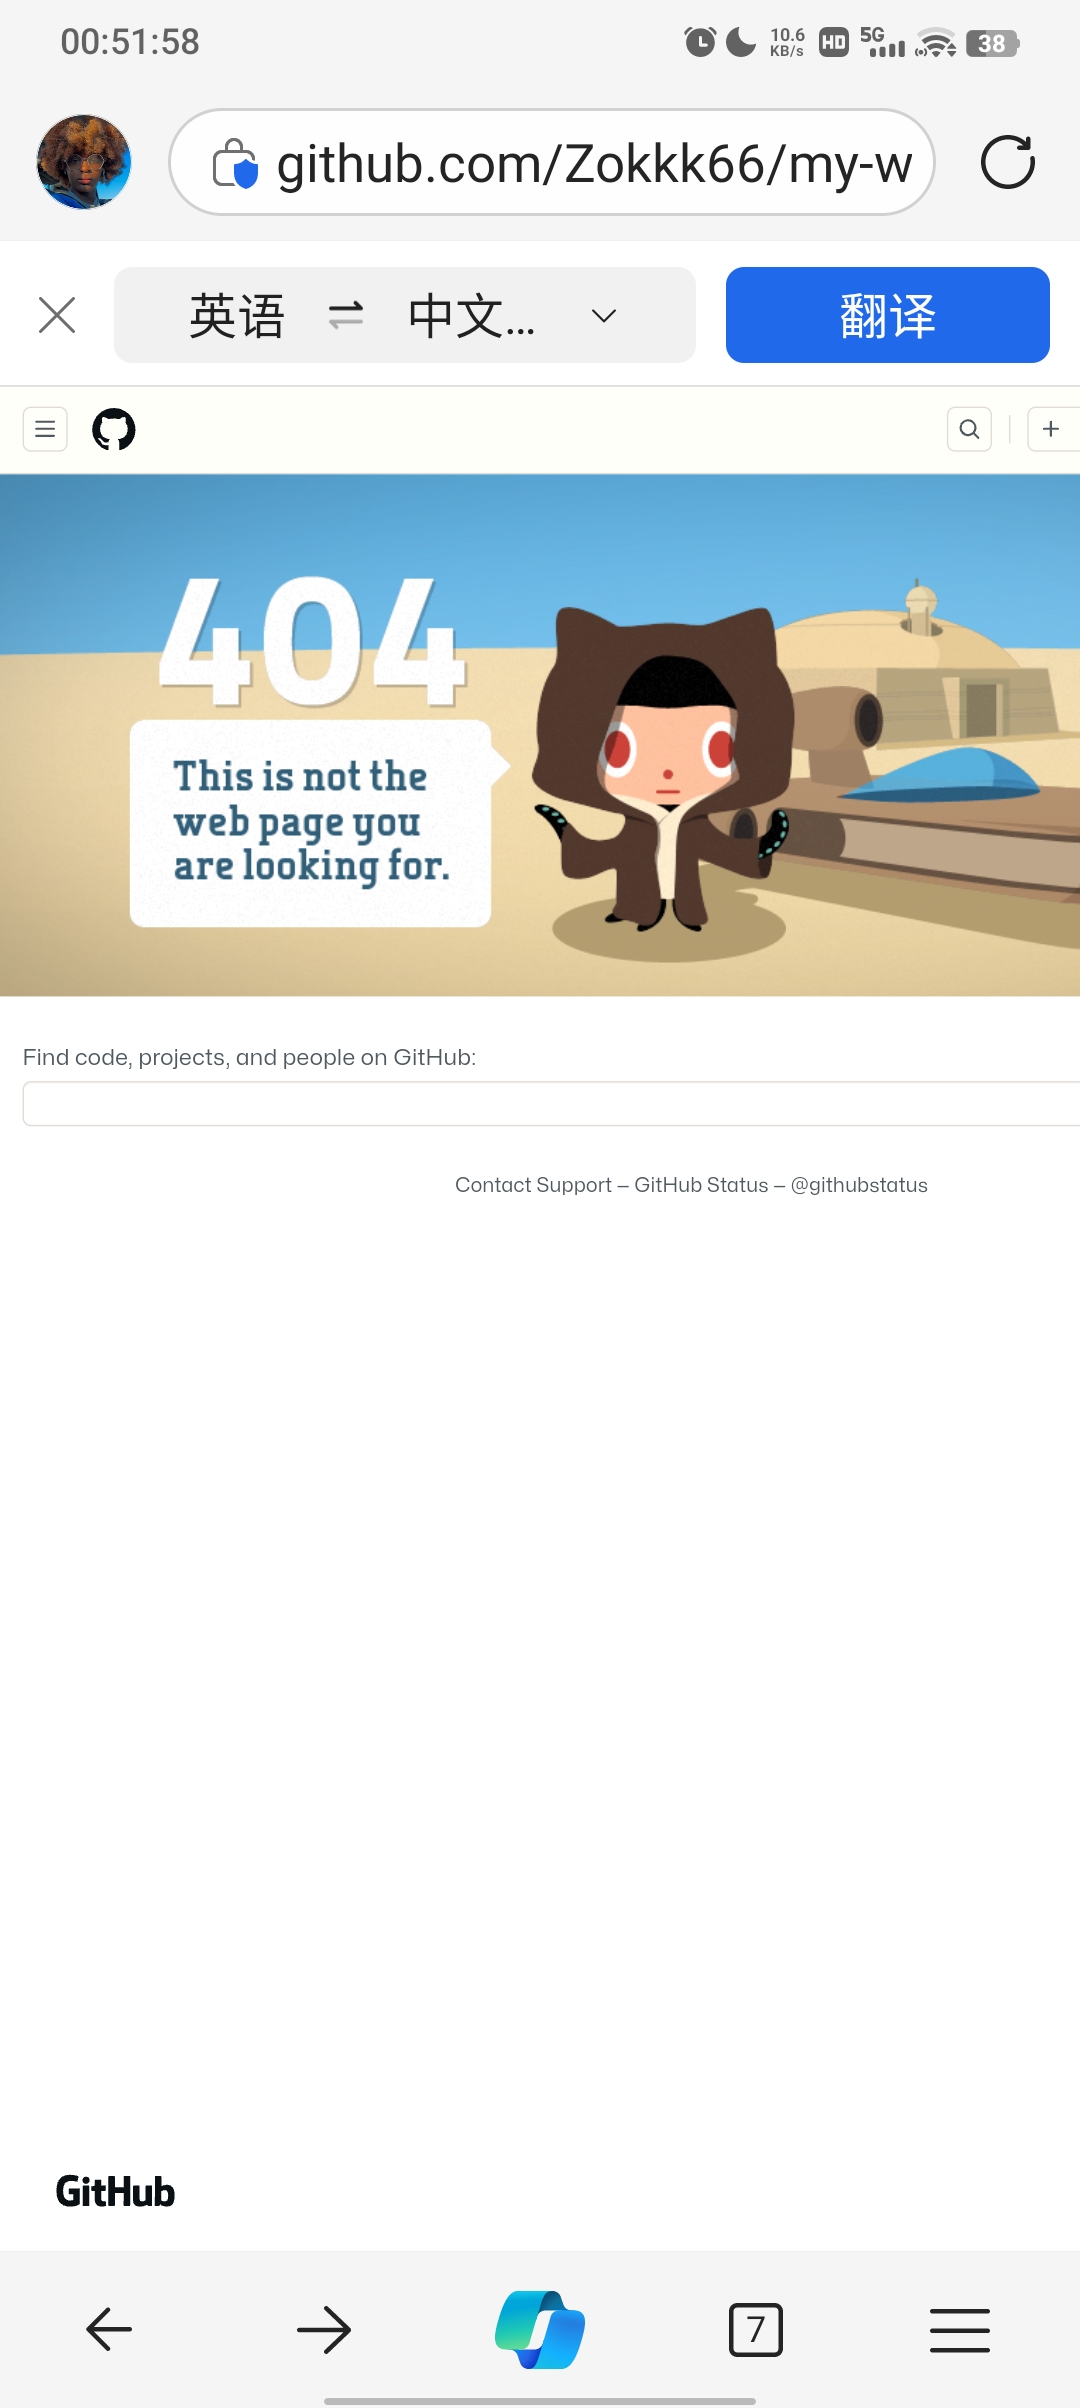 00:51:58
10.6
KB/s
HD
5G
38
github.com/Zokkk66/my-w
英语
中文...
翻译
404
This is not the
web page you
are looking for.
Find code, projects, and people on GitHub:
Contact Support — GitHub Status — @githubstatus
GitHub
7